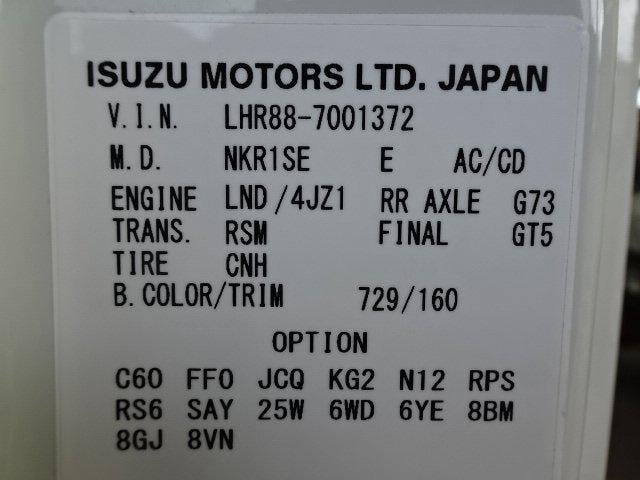 ISUZU MOTORS LTD. JAPAN
V.I.N. LHR88-7001372
M.D. NKR1SE E AC/CD
ENGINE LND/4JZ1 RR AXLE G73
TRANS. RSM FINAL GT5
TIRE CNH
B.COLOR/TRIM 729/160
OPTION
C60 FF0 JCQ KG2 N12 RPS
RS6 SAY 25W 6WD 6YE 8BM
8GJ 8VN